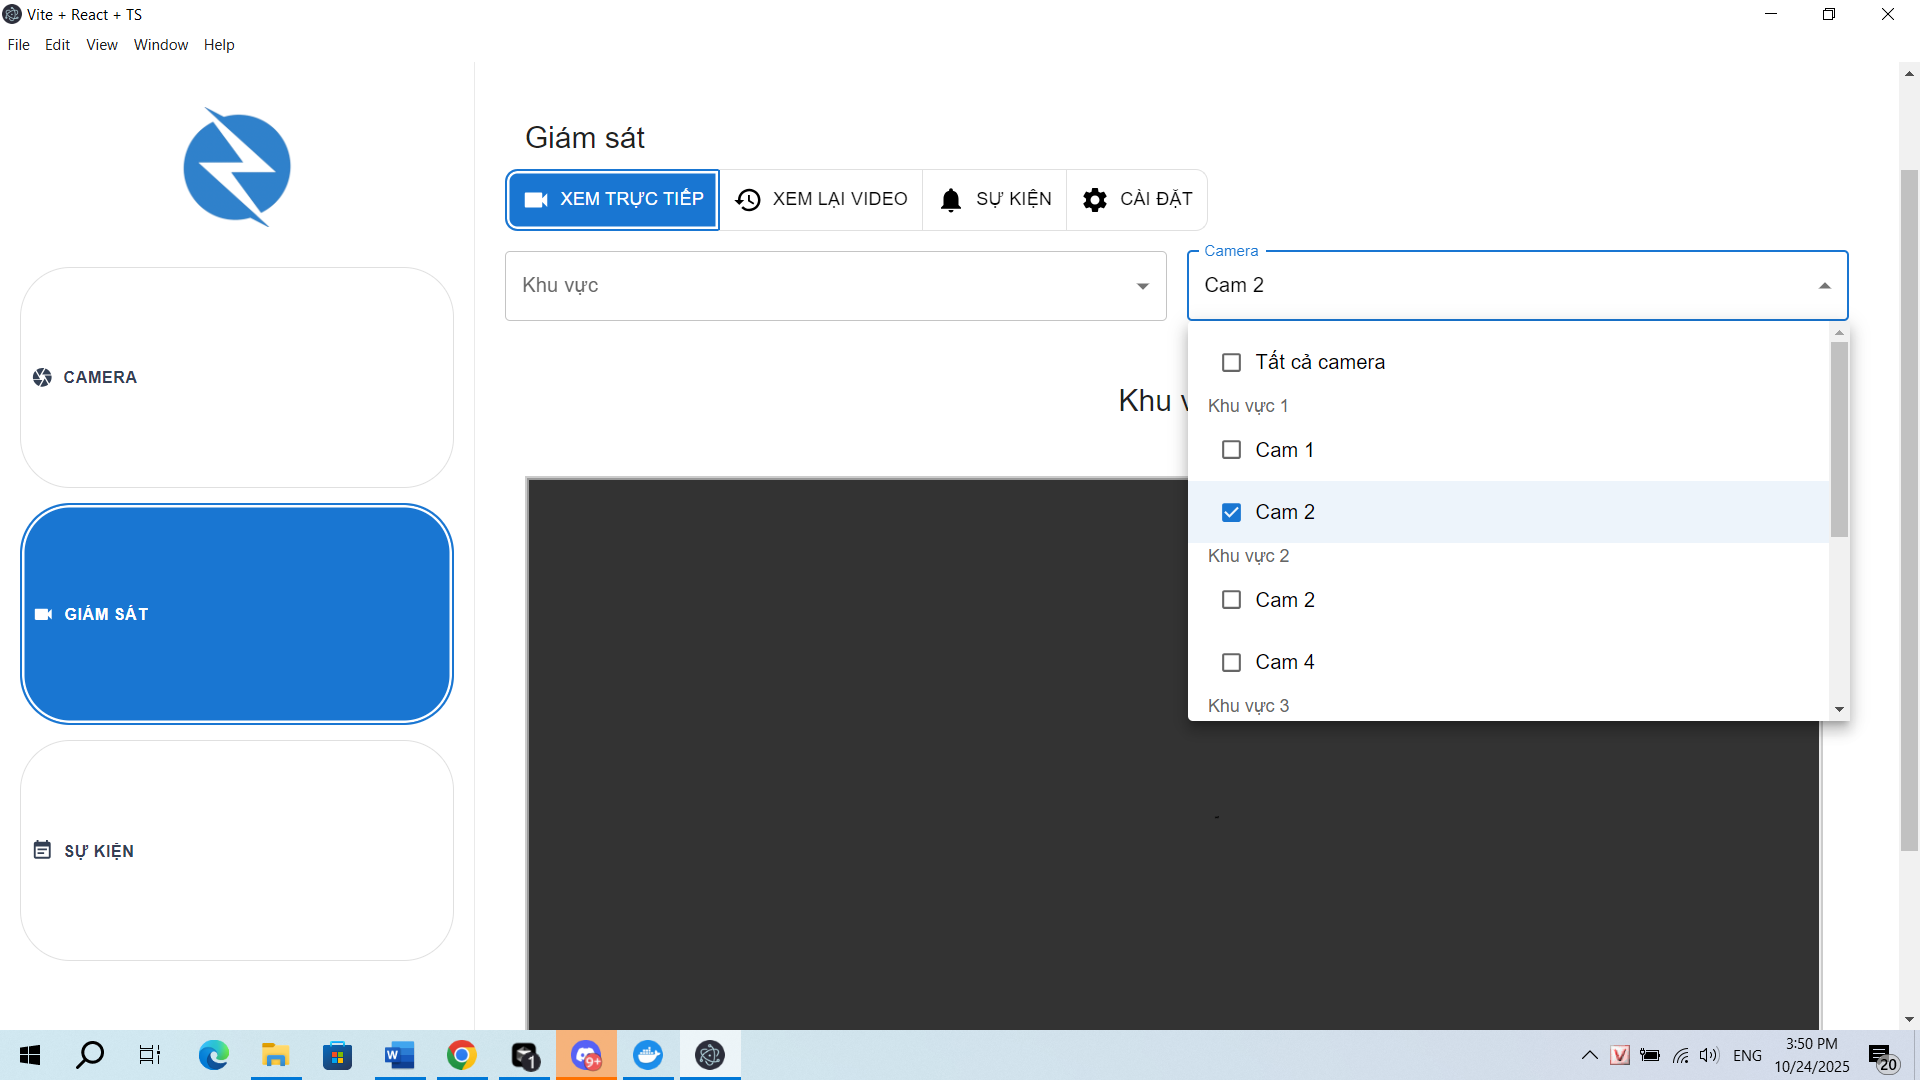 Vite + React + TS
File Edit View Window Help
Giám sát
XEM TRỰC TIẾP XEM LẠI VIDEO SỰ KIỆN CÀI ĐẶT
Khu vực
Camera
Cam 2
Tất cả camera
Khu vực 1
Cam 1
Cam 2
Khu vực 2
Cam 2
Cam 4
Khu vực 3
Khu v
CAMERA
GIÁM SÁT
SỰ KIỆN
9+
1
ENG
3:50 PM
10/24/2025
20